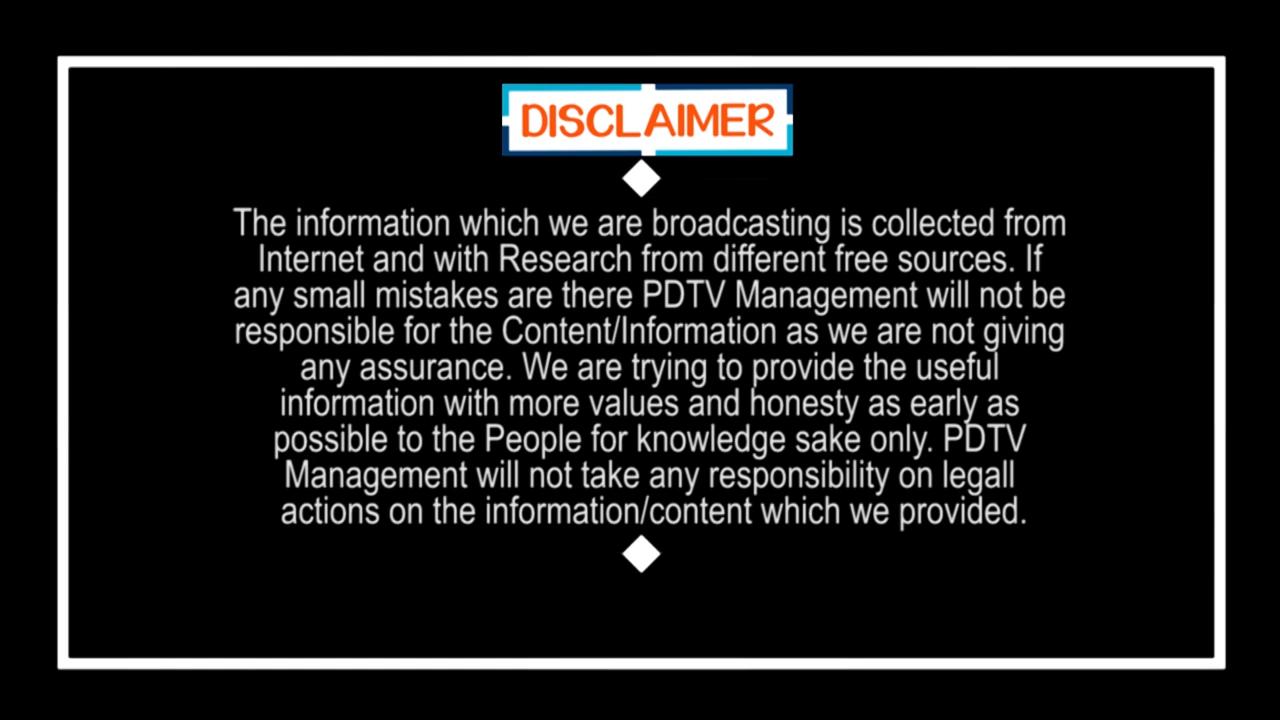 DISCLAIMER
The information which we are broadcasting is collected from
Internet and with Research from different free sources. If
any small mistakes are there PDTV Management will not be
responsible for the Content/Information as we are not giving
any assurance. We are trying to provide the useful
information with more values and honesty as early as
possible to the People for knowledge sake only. PDTV
Management will not take any responsibility on legall
actions on the information/content which we provided.